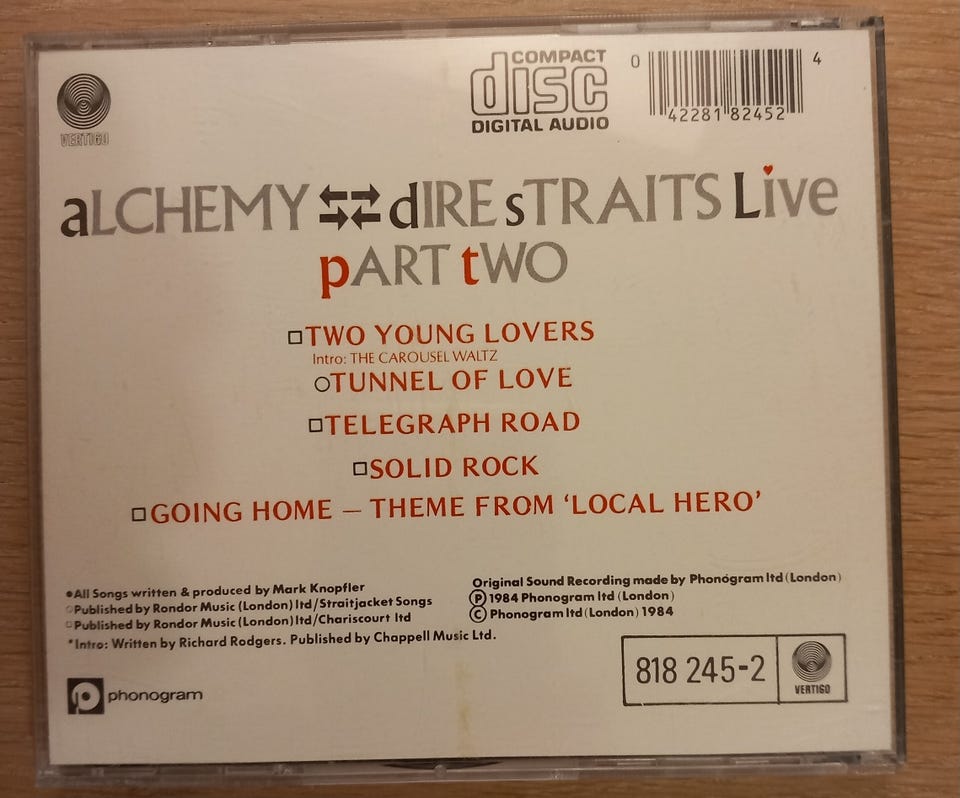 VERTIGO
COMPACT
disc
DIGITAL AUDIO
0 42281 82452 4
aLCHEMY dIRE sTRAITS Live
pART tWO
TWO YOUNG LOVERS
Intro: THE CAROUSEL WALTZ
TUNNEL OF LOVE
TELEGRAPH ROAD
SOLID ROCK
GOING HOME – THEME FROM ‘LOCAL HERO’
All Songs written & produced by Mark Knopfler
Published by Rondor Music (London) ltd/Straitjacket Songs
Published by Rondor Music (London) ltd/Chariscourt ltd
*Intro: Written by Richard Rodgers. Published by Chappell Music Ltd.
Original Sound Recording made by Phonogram ltd (London)
Ⓟ 1984 Phonogram ltd (London)
© Phonogram ltd (London) 1984
phonogram
818 245-2
VERTIGO